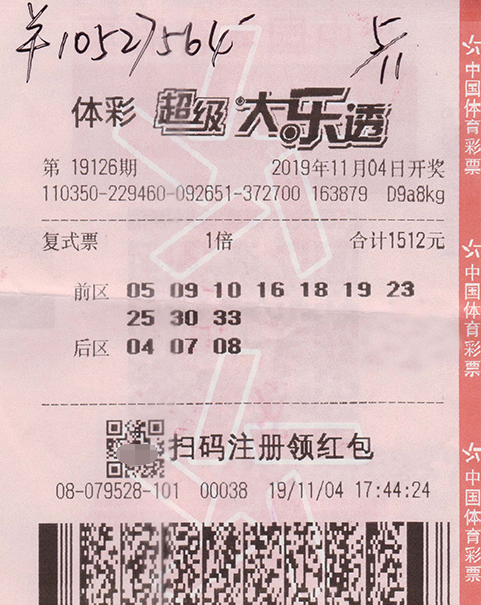 ¥10527564 5/11
体彩 超级大乐透
第 19126期 2019年11月04日开奖
110350-229460-092651-372700 163879 D9a8kg
复式票 1倍 合计1512元
前区 05 09 10 16 18 19 23
25 30 33
后区 04 07 08
扫码注册领红包
08-079528-101 00038 19/11/04 17:44:24
中国体育彩票
中国体育彩票
中国体育彩票